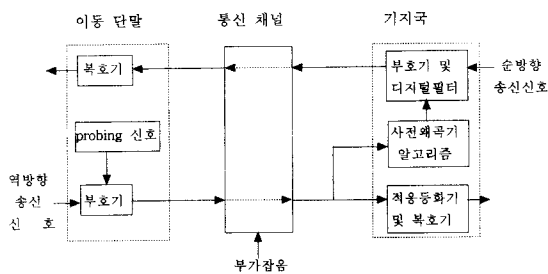 이동 단말
통신 채널
기지국
복호기
부호기 및
디지털필터
순방향
송신신호
probing 신호
사전왜곡기
알고리즘
역방향
송신
신 호
부호기
적응등화기
및 복호기
부가잡음